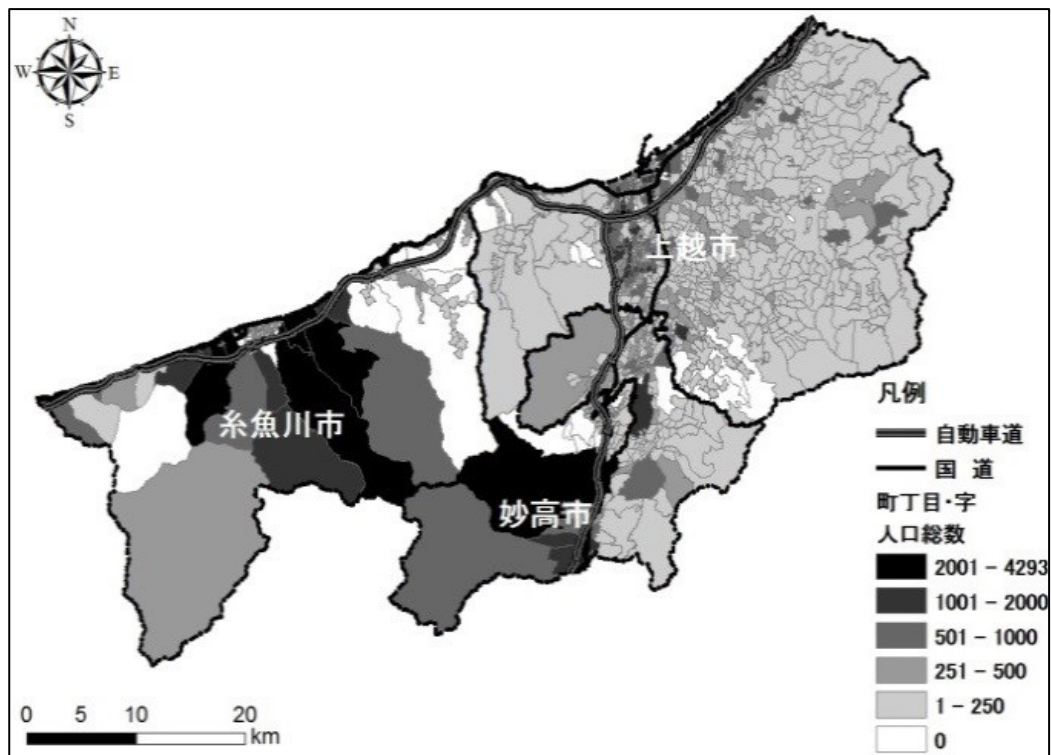 N
W E
S
上越市
糸魚川市
妙高市
凡例
自動車道
国 道
町丁目・字
人口総数
2001 - 4293
1001 - 2000
501 - 1000
251 - 500
1 - 250
0
0 10 20
km